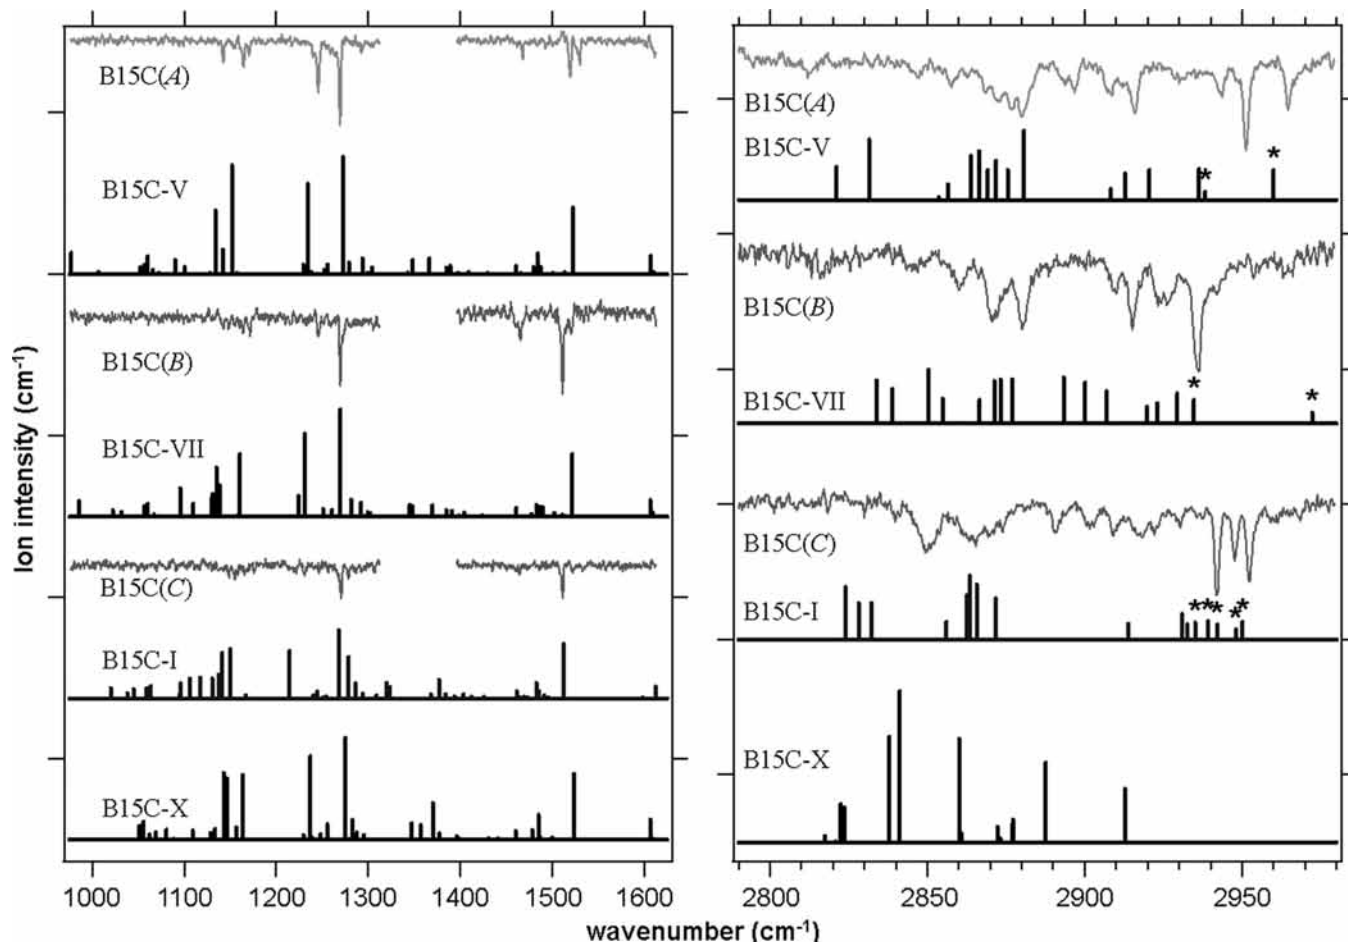 B15C(A)
B15C-V
B15C(B)
B15C-VII
B15C(C)
B15C-I
B15C-X
1000 1100 1200 1300 1400 1500 1600
B15C(A)
B15C-V
* *
B15C(B)
B15C-VII
* *
B15C(C)
B15C-I
* * * * *
B15C-X
2800 2850 2900 2950
Ion intensity (cm-1)
wavenumber (cm-1)